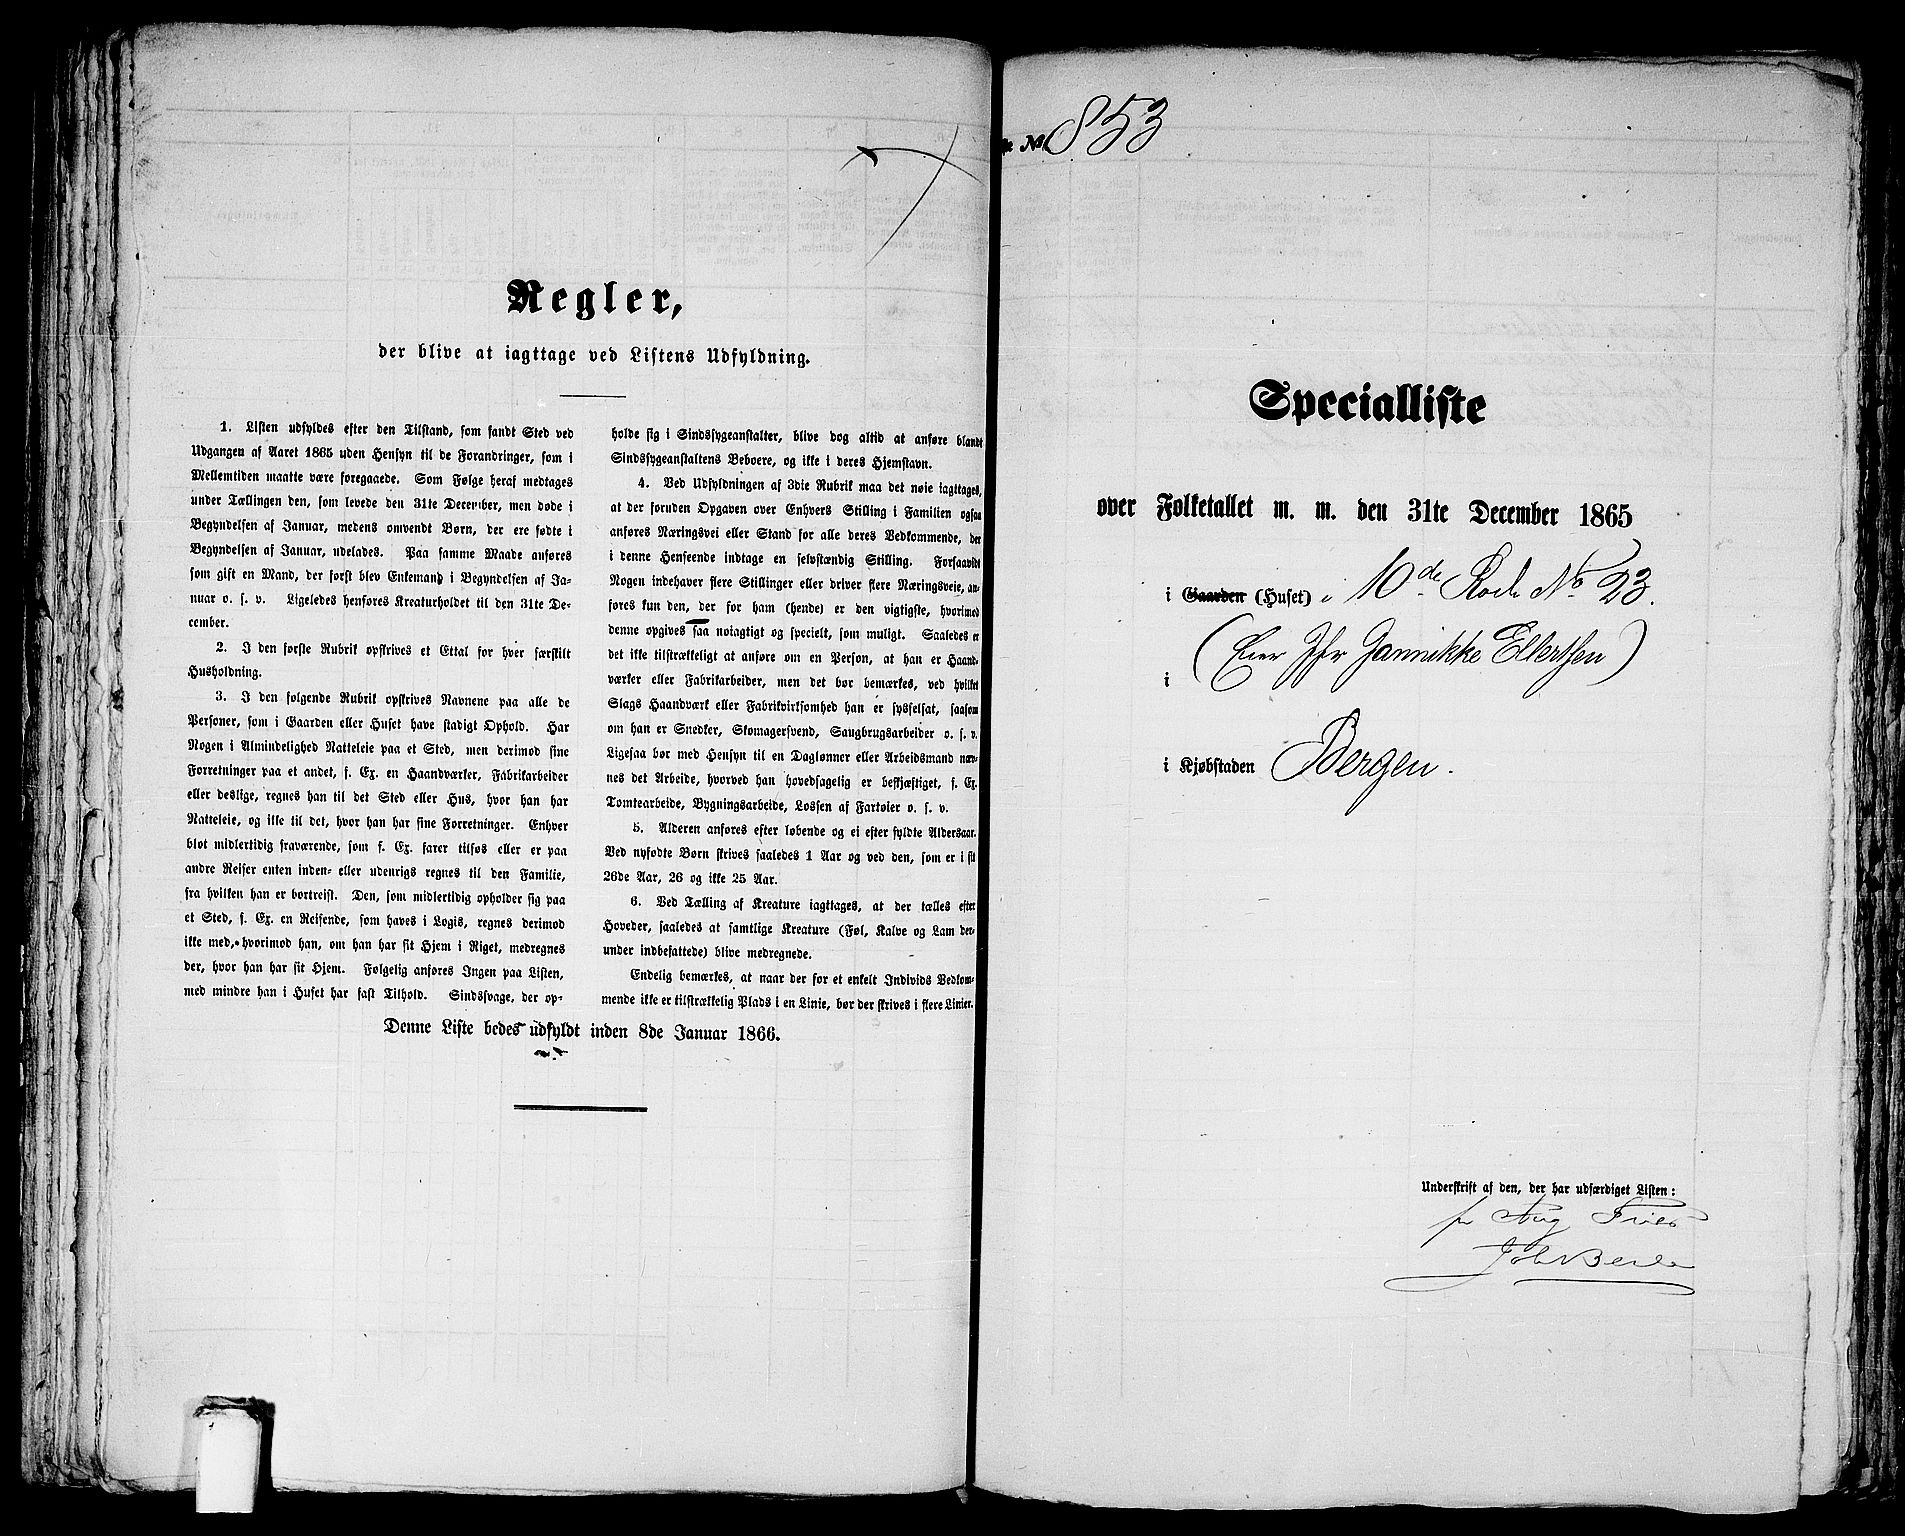 Regler,
der blive at iagttage ved Listens Udfyldning.
1. Listen udfyldes efter den Tilstand, som fandt Sted ved
Udgangen af Aaret 1865 uden Hensyn til de Forandringer, som i
Mellemtiden maatte være foregaaede. Som Følge heraf medtages
under Tællingen den, som levede den 31te December, men døde i
Begyndelsen af Januar, medens omvendt Børn, der ere fødte i
Begyndelsen af Januar, udelades. Paa samme Maade anføres
som gift en Mand, der først blev Enkemand i Begyndelsen af Ja-
nuar o. s. v. Ligeledes henføres Kreaturholdet til den 31te De-
cember.
2. I den første Rubrik opskrives et Ettal for hver særskilt
Husholdning.
3. I den følgende Rubrik opskrives Navnene paa alle de
Personer, som i Gaarden eller Huset have stadigt Ophold. Har
Nogen i Almindelighed Natteleie paa et Sted, men derimod sine
Forretninger paa et andet, f. Ex. en Haandværker, Fabrikarbeider
eller deslige, regnes han til det Sted eller Hus, hvor han har
Natteleie, og ikke til det, hvor han har sine Forretninger. Enhver
blot midlertidig fraværende, som f. Ex. farer tilsøs eller er paa
andre Reiser enten inden- eller udenrigs regnes til den Familie,
fra hvilken han er bortreist. Den, som midlertidig opholder sig paa
et Sted, f. Ex. en Reisende, som haves i Logis, regnes derimod
ikke med, hvorimod han, om han har sit Hjem i Riget, medregnes
der, hvor han har sit Hjem. Følgelig anføres Ingen paa Listen,
med mindre han i Huset har fast Tilhold. Sindssvage, der op-
holde sig i Sindssygeanstalter, blive dog altid at anføre blandt
Sindssygeanstaltens Beboere, og ikke i deres Hjemstavn.
4. Ved Udfyldningen af 3die Rubrik maa det nøie iagttages,
at der foruden Opgaven over Enhvers Stilling i Familien ogsaa
anføres Næringsvei eller Stand for alle deres Vedkommende, der
i denne Henseende indtage en selvstændig Stilling. Forsaavidt
Nogen indehaver flere Stillinger eller driver flere Næringsveie, an-
føres kun den, der for ham (hende) er den vigtigste, hvorimod
denne opgives saa nøiagtigt og specielt, som muligt. Saaledes er
det ikke tilstrækkeligt at anføre om en Person, at han er Haand-
værker eller Fabrikarbeider, men det bør bemærkes, ved hvilket
Slags Haandværk eller Fabrikvirksomhed han er sysselsat, saasom
om han er Snedker, Skomagersvend, Saugbrugsarbeider o. s. v.
Ligesaa bør med Hensyn til en Dagløunner eller Arbeidsmand næv-
nes det Arbeide, hvorved han hovedsagelig er beskjæftiget, f. Ex.
Tomtearbeide, Bygningsarbeide, Lossen af Fartøier o. s. v.
5. Alderen anføres efter løbende og ei efter fyldte Aldersaar.
Ved nyfødte Børn skrives saaledes 1 Aar og ved den, som er i sit
26de Aar, 26 og ikke 25 Aar.
6. Ved Tælling af Kreature iagttages, at der tælles efter
Hoveder, saaledes at samtlige Kreature (Føl, Kalve og Lam der-
under indbefattede) blive medregnede.
Endelig bemærkes, at naar der for et enkelt Individs Vedkom-
mende ikke er tilstrækkelig Plads i en Linie, bør der skrives i flere Linier.
Denne Liste bedes udfyldt inden 8de Januar 1866.
No 853
Specialliste
over Folketallet m. m. den 31te December 1865
i Gaarden (Huset) i 10de Rode No 23.
(Eier Jfr Jannikke Ellertsen)
i
i Kjøbstaden Bergen.
Underskrift af den, der har udfærdiget Listen:
for Aug
Joh